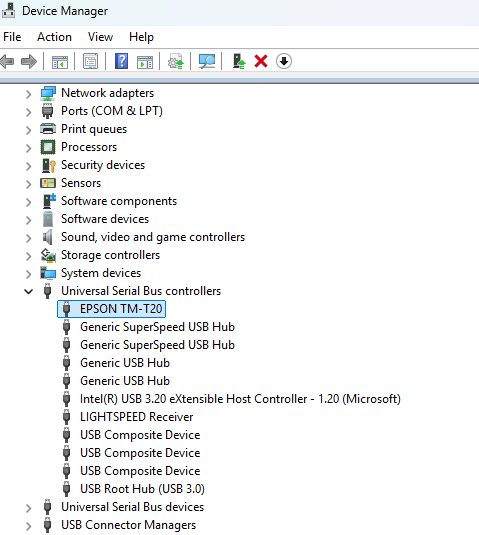 Device Manager
File Action View Help
Network adapters
Ports (COM & LPT)
Print queues
Processors
Security devices
Sensors
Software components
Software devices
Sound, video and game controllers
Storage controllers
System devices
Universal Serial Bus controllers
EPSON TM-T20
Generic SuperSpeed USB Hub
Generic SuperSpeed USB Hub
Generic USB Hub
Generic USB Hub
Intel(R) USB 3.20 eXtensible Host Controller - 1.20 (Microsoft)
LIGHTSPEED Receiver
USB Composite Device
USB Composite Device
USB Composite Device
USB Root Hub (USB 3.0)
Universal Serial Bus devices
USB Connector Managers